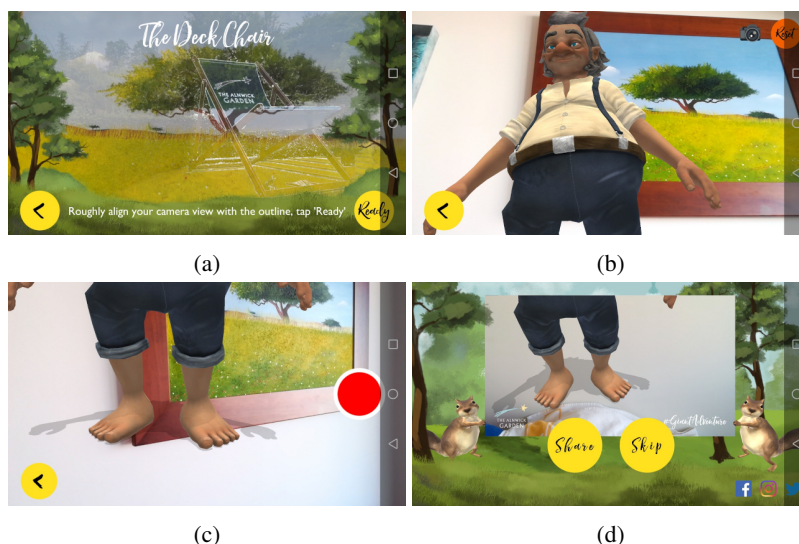 The Deck Chair
THE ALNWICK
GARDEN
Roughly align your camera view with the outline, tap 'Ready'
Ready
(a)
Reset
(b)
(c)
THE ALNWICK
GARDEN
#GiantAdventure
Share
Skip
(d)